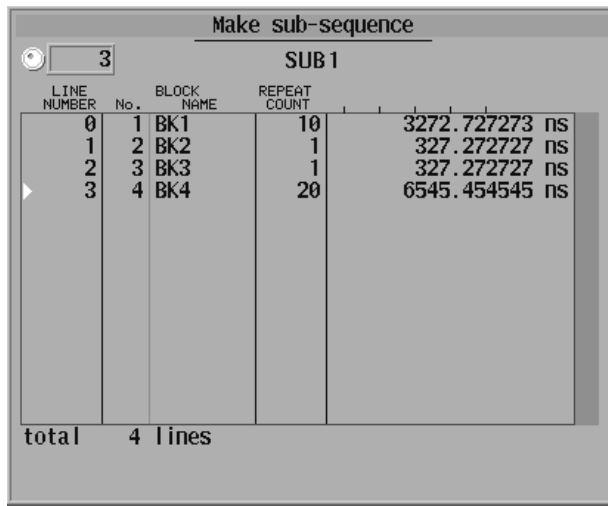 Make sub-sequence
3 SUB1
LINE NUMBER No. BLOCK NAME REPEAT COUNT
0 1 BK1 10 3272.727273 ns
1 2 BK2 1 327.272727 ns
2 3 BK3 1 327.272727 ns
3 4 BK4 20 6545.454545 ns
total 4 lines